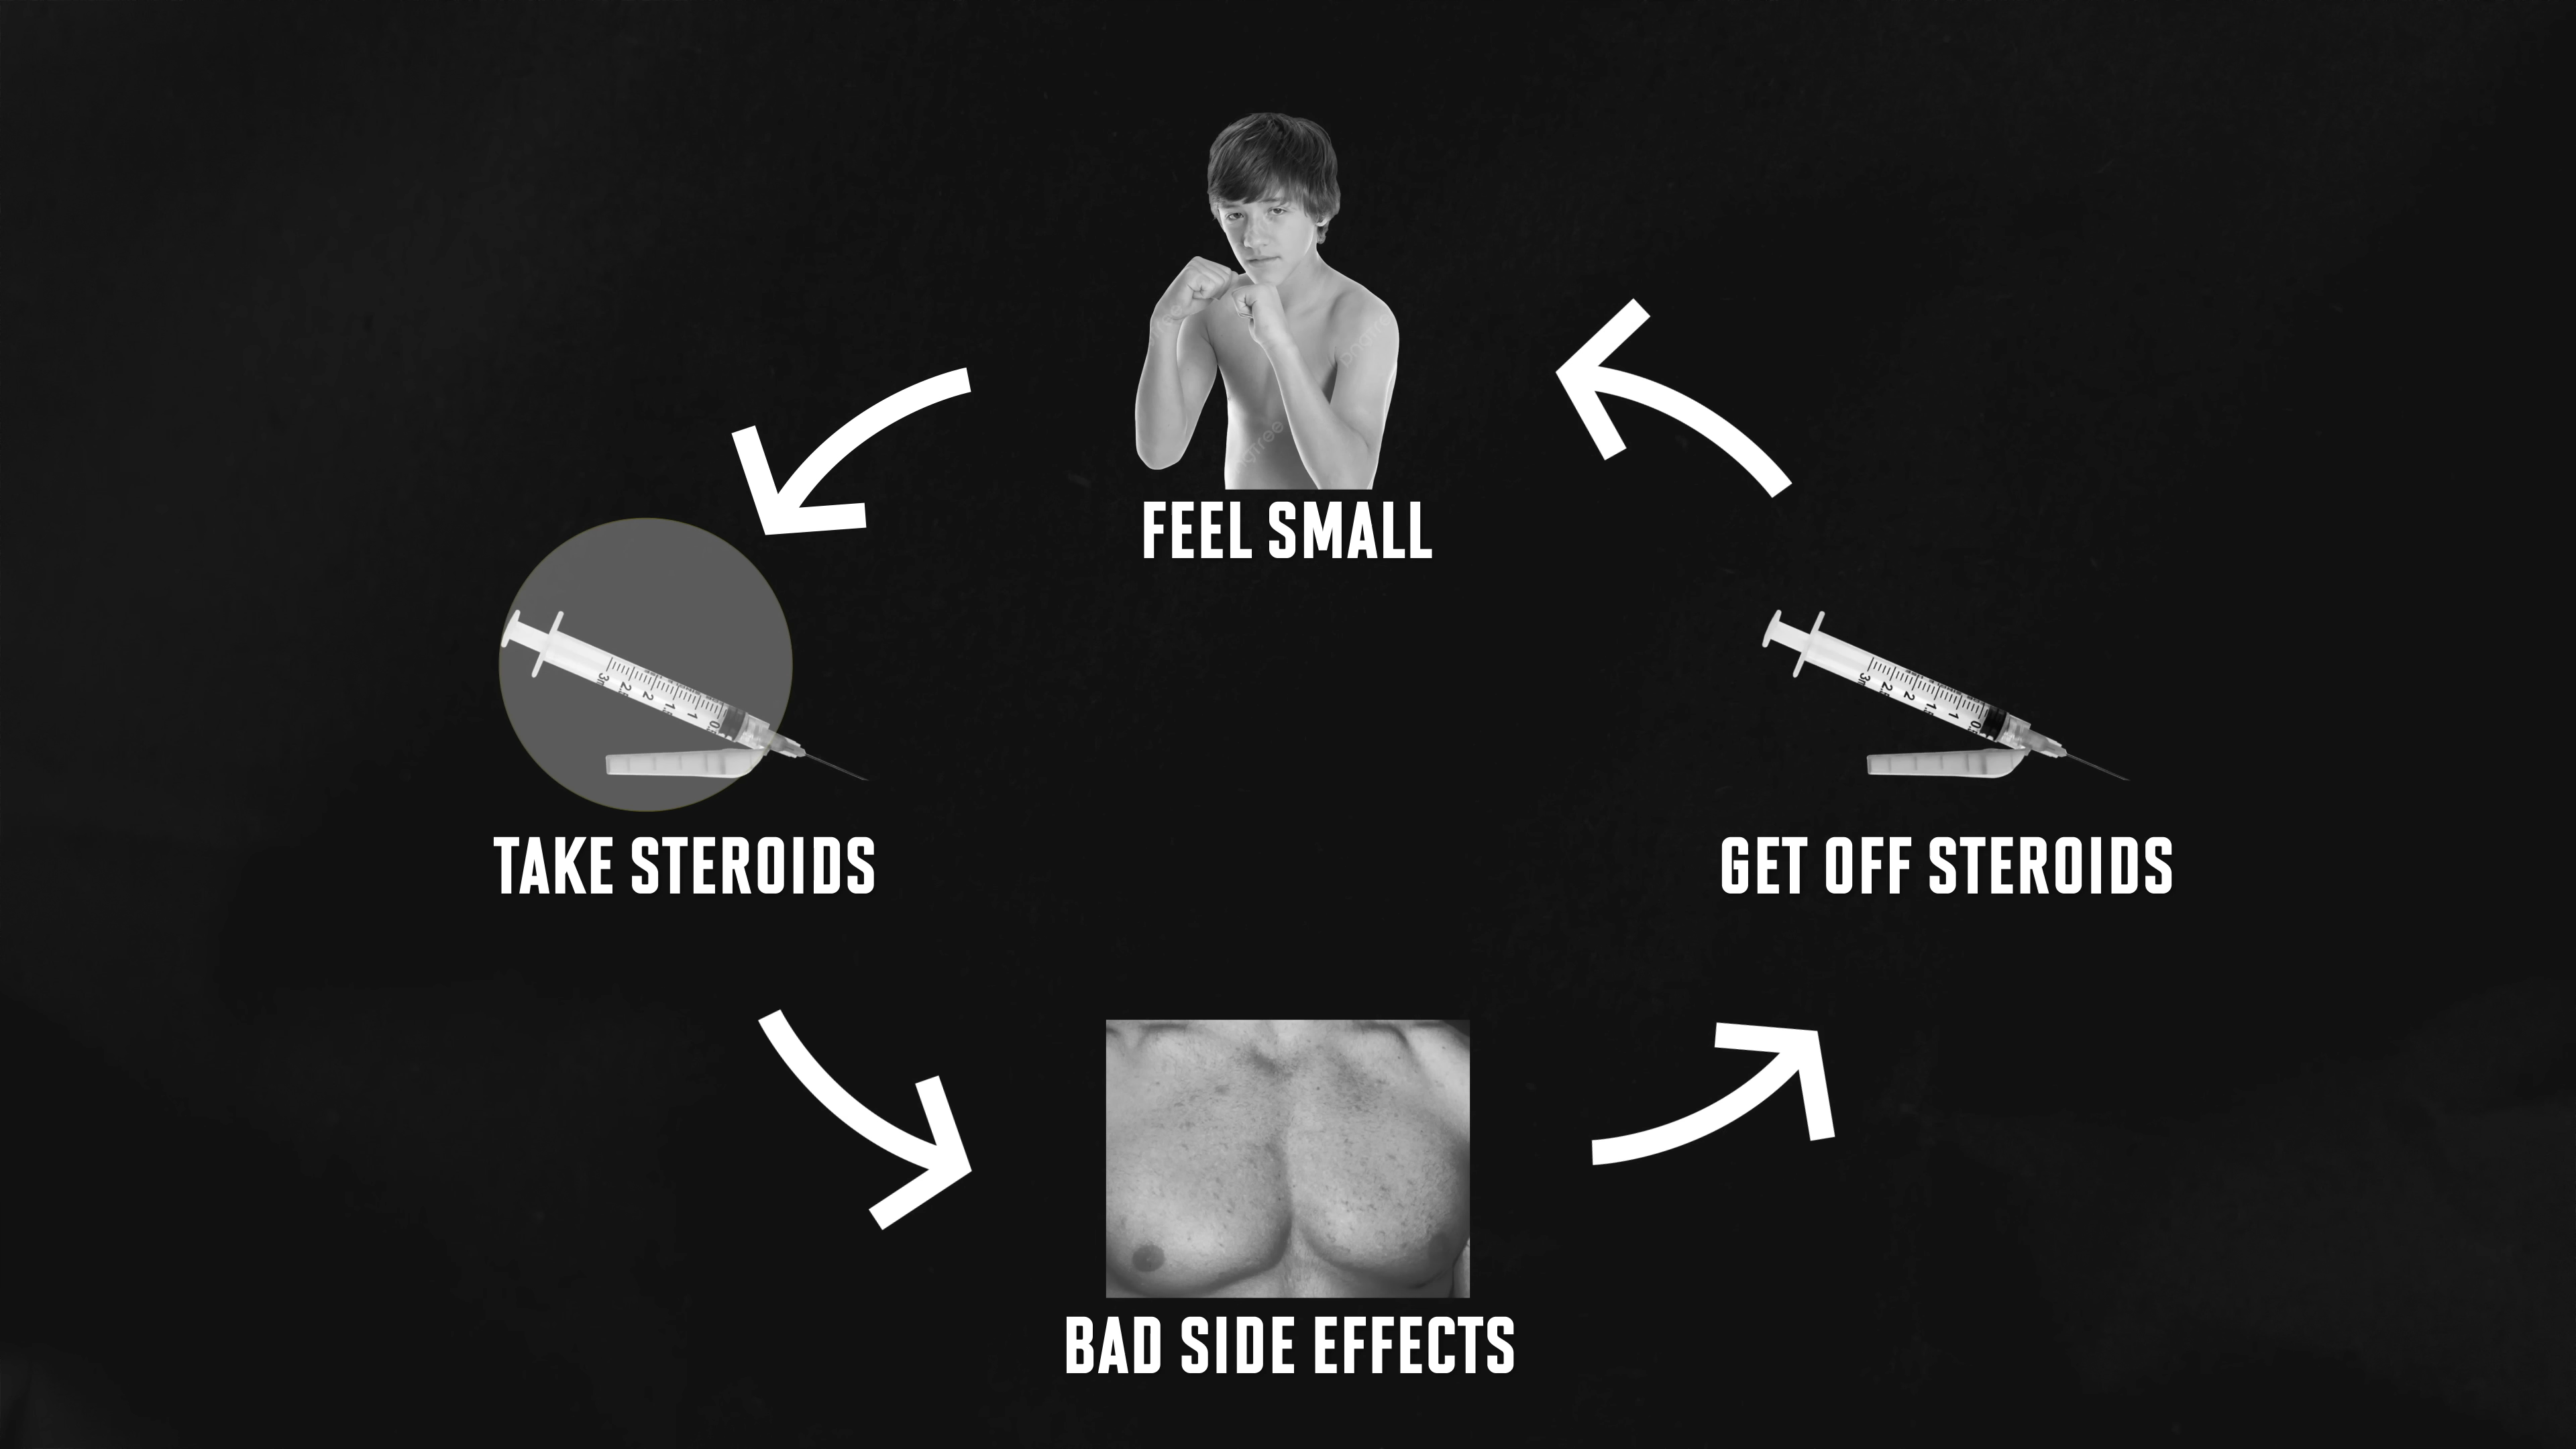 FEEL SMALL
TAKE STEROIDS
GET OFF STEROIDS
BAD SIDE EFFECTS